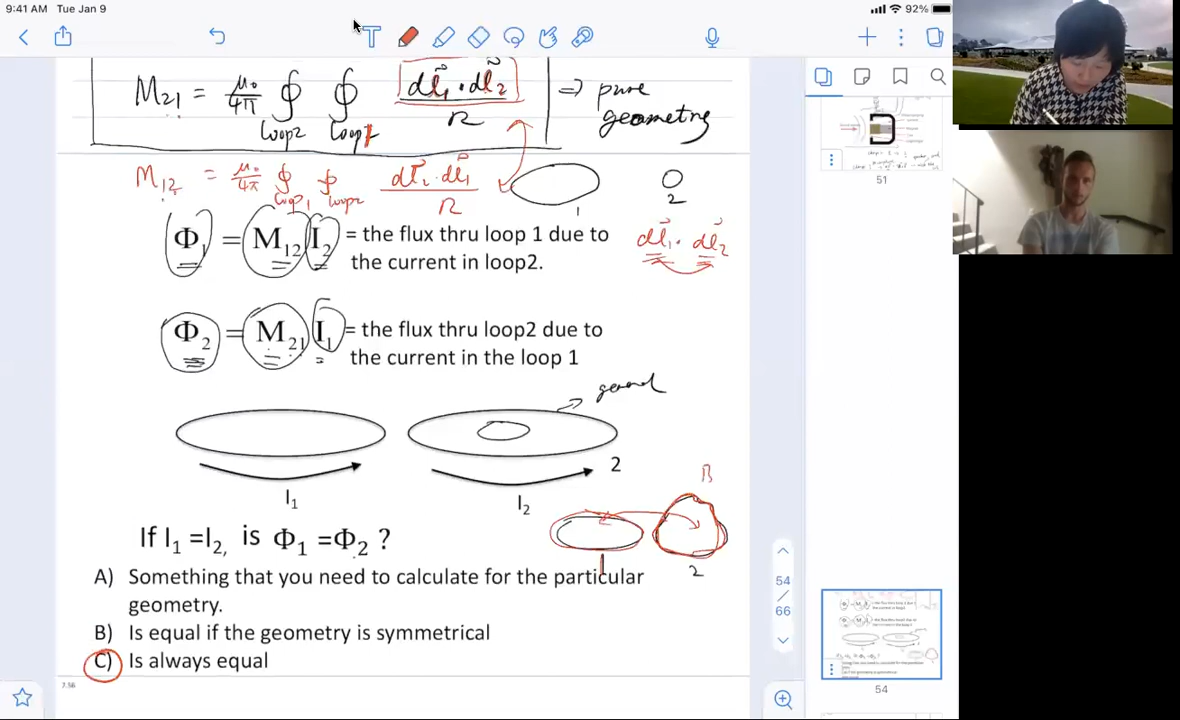 9:41 AM Tue Jan 9
92%
M21 = μ0/4π ∮ ∮ dl1 · dl2 / r => pure geometry
loop2 loop1
M12 = μ0/4π ∮ ∮ dl2 · dl1 / r
loop1 loop2
1
2
Φ1 = M12 I2 = the flux thru loop 1 due to
the current in loop2.
dl1 · dl2
Φ2 = M21 I1 = the flux thru loop2 due to
the current in the loop 1
general
2
I1
I2
B
If I1 =I2, is Φ1 =Φ2 ?
1
2
A) Something that you need to calculate for the particular
geometry.
B) Is equal if the geometry is symmetrical
C) Is always equal
7.56
51
54
66
54